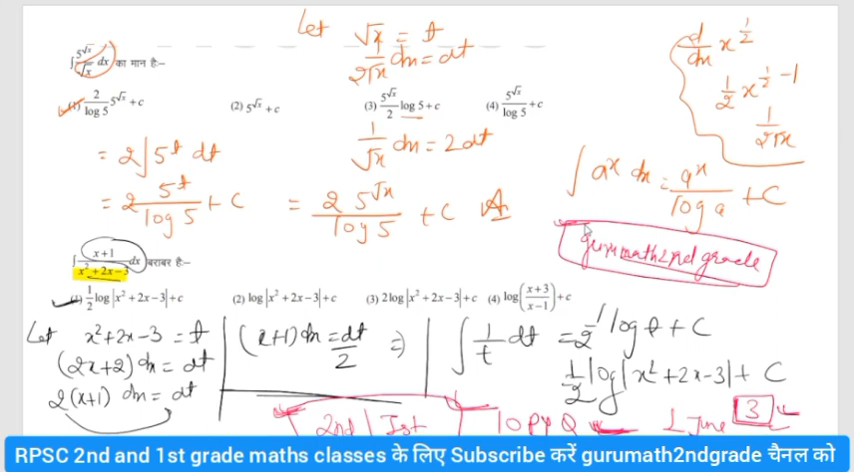 Let √x = t
1/2√x dx = dt
d/dx x^1/2
1/2 x^1/2 -1
1/2√x
∫ 5^√x/√x dx का मान है:-
(1) 2/log 5 5^√x + c (2) 5^√x + c (3) 5^√x/2 log 5 + c (4) 5^√x/log 5 + c
= 2∫5^t dt
1/√x dx = 2dt
= 2 5^t/log 5 + C = 2 5^√x/log 5 + C A
∫ a^x dx = a^x/log a + C
gurumath2nd grade
∫ x+1/x² + 2x − 3 dx बराबर है:-
(1) 1/2 log|x² + 2x − 3| + c (2) log|x² + 2x − 3| + c (3) 2log|x² + 2x − 3| + c (4) log(x+3/x−1) + c
Let x²+2x−3 = t
(2x+2) dx = dt
2(x+1) dx = dt
(x+1) dx = dt/2 ⇒
∫ 1/t dt = 1/2 log t + C
1/2 log|x²+2x−3| + C
2nd | Ist 10 PYQ 1 June 3
RPSC 2nd and 1st grade maths classes के लिए Subscribe करें gurumath2ndgrade चैनल को